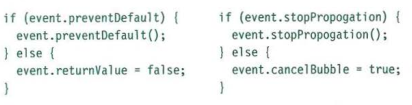 if (event.preventDefault) {
  event.preventDefault();
} else {
  event.returnValue = false;
}
if (event.stopPropogation) {
  event.stopPropogation();
} else {
  event.cancelBubble = true;
}